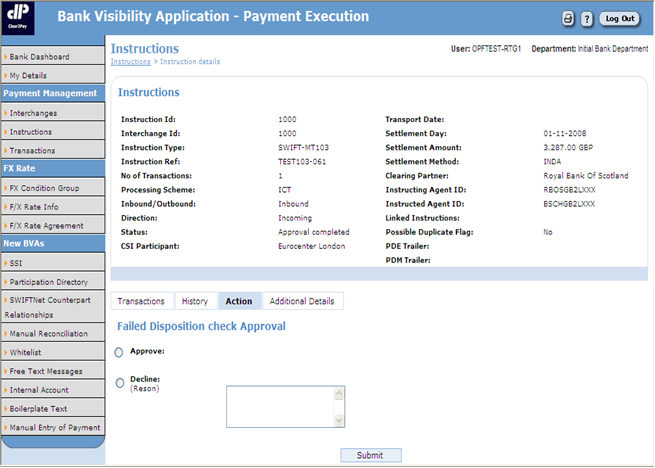 dp
Clear2Pay
Bank Visibility Application - Payment Execution
?
Log Out
Bank Dashboard
My Details
Payment Management
Interchanges
Instructions
Transactions
FX Rate
FX Condition Group
F/X Rate Info
F/X Rate Agreement
New BVAs
SSI
Participation Directory
SWIFTNet Counterpart
Relationships
Manual Reconciliation
Whitelist
Free Text Messages
Internal Account
Boilerplate Text
Manual Entry of Payment
Instructions
User: OPFTEST-RTG1 Department: Initial Bank Department
Instructions > Instruction details
Instructions
Instruction Id: 1000 Transport Date:
Interchange Id: 1000 Settlement Day: 01-11-2008
Instruction Type: SWIFT-MT103 Settlement Amount: 3,287.00 GBP
Instruction Ref: TEST103-061 Settlement Method: INDA
No of Transactions: 1 Clearing Partner: Royal Bank Of Scotland
Processing Scheme: ICT Instructing Agent ID: RBOSGB2LXXX
Inbound/Outbound: Inbound Instructed Agent ID: BSCHGB2LXXX
Direction: Incoming Linked Instructions:
Status: Approval completed Possible Duplicate Flag: No
CSI Participant: Eurocenter London PDE Trailer:
PDM Trailer:
Transactions History Action Additional Details
Failed Disposition check Approval
Approve:
Decline:
(Reson)
Submit